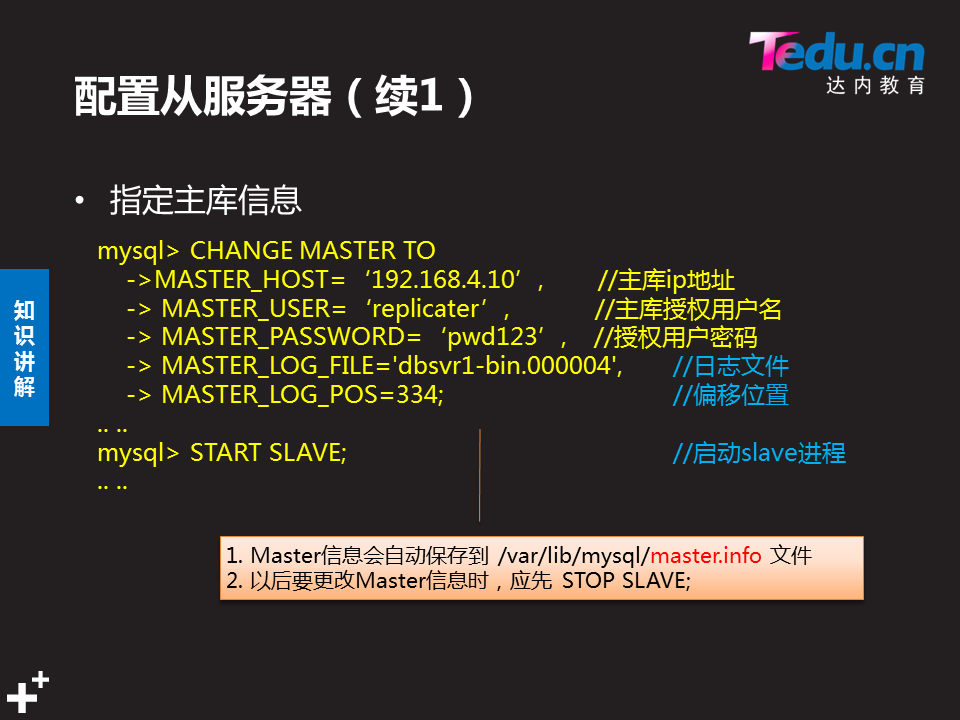 Tedu.cn
达内教育
配置从服务器（续1）
• 指定主库信息
mysql> CHANGE MASTER TO
->MASTER_HOST=‘192.168.4.10’, //主库ip地址
-> MASTER_USER=‘replicater’, //主库授权用户名
-> MASTER_PASSWORD=‘pwd123’, //授权用户密码
-> MASTER_LOG_FILE='dbsvr1-bin.000004', //日志文件
-> MASTER_LOG_POS=334; //偏移位置
.. ..
mysql> START SLAVE; //启动slave进程
.. ..
知识讲解
1. Master信息会自动保存到 /var/lib/mysql/master.info 文件
2. 以后要更改Master信息时，应先 STOP SLAVE;